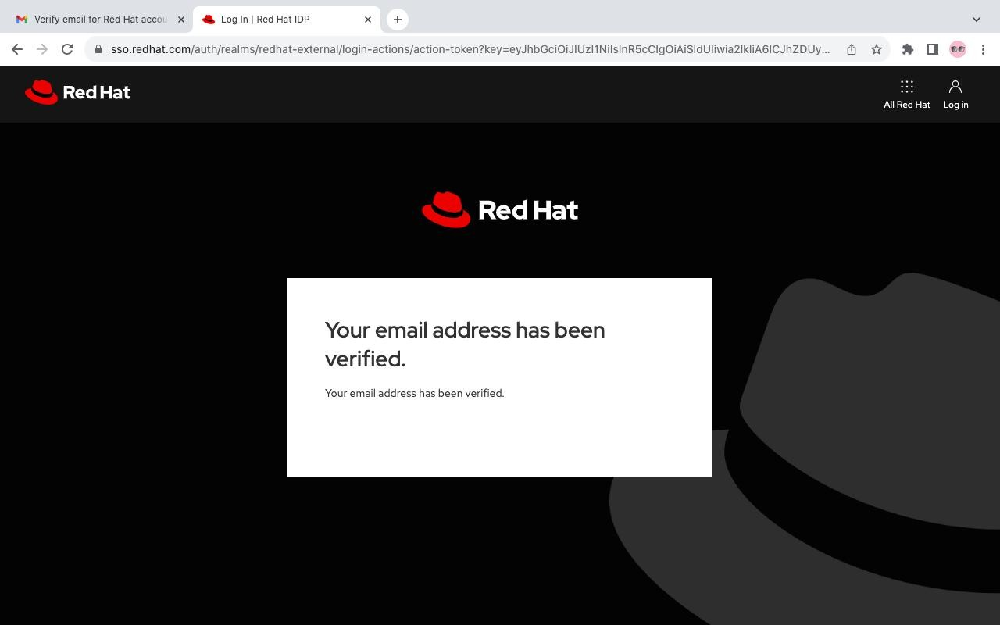 Verify email for Red Hat accou
Log In | Red Hat IDP
sso.redhat.com/auth/realms/redhat-external/login-actions/action-token?key=eyJhbGciOiJIUzI1NiIsInR5cCIgOiAiSldUIiwia2lkIiA6ICJhZDUy...
Red Hat
All Red Hat
Log in
Red Hat
Your email address has been
verified.
Your email address has been verified.